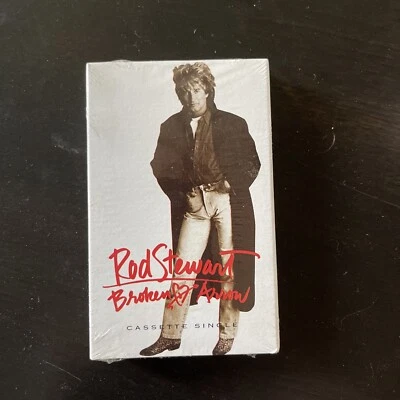 Rod Stewart
Broken Arrow
CASSETTE SINGLE